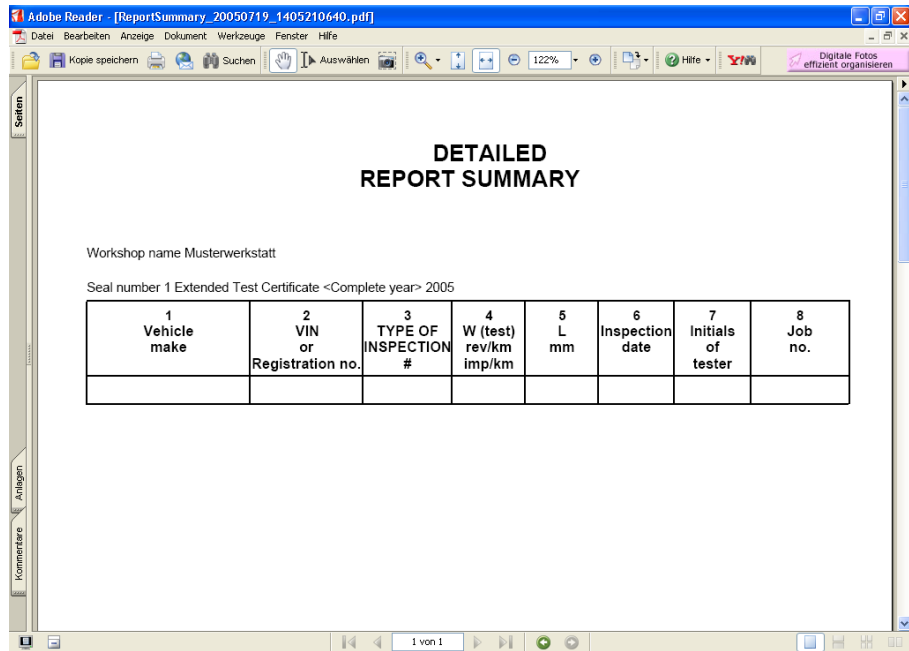 Adobe Reader - [ReportSummary_20050719_1405210640.pdf]
Datei Bearbeiten Anzeige Dokument Werkzeuge Fenster Hilfe
Kopie speichern Suchen Auswählen 122% Hilfe Y!
Digitale Fotos
effizient organisieren
Seiten
DETAILED
REPORT SUMMARY
Workshop name Musterwerkstatt
Seal number 1 Extended Test Certificate <Complete year> 2005
1 2 3 4 5 6 7 8
Vehicle VIN TYPE OF W (test) L Inspection Initials Job
make or INSPECTION rev/km mm date of no.
Registration no. # imp/km tester
Anlagen
Kommentare
1 von 1